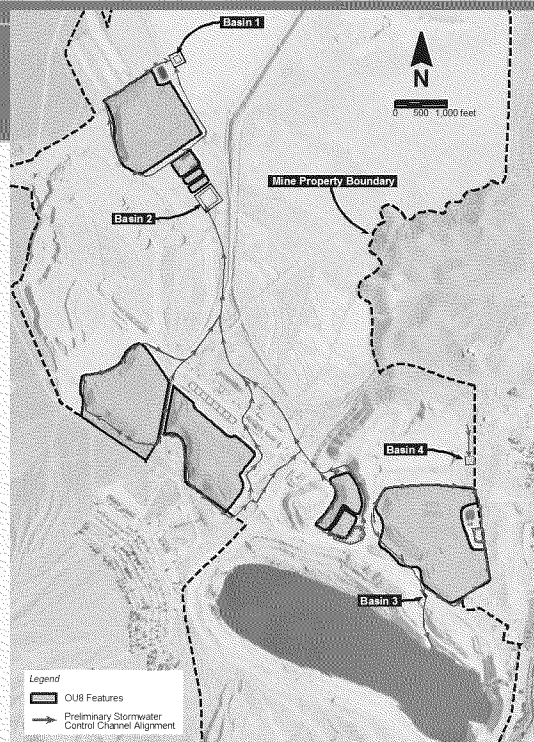 Basin 1
N
0 500 1,000 feet
Mine Property Boundary
Basin 2
Basin 4
Basin 3
Legend
OU8 Features
Preliminary Stormwater
Control Channel Alignment